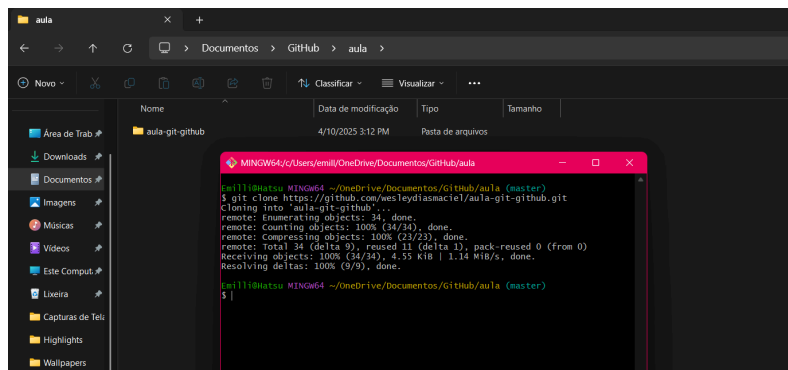 aula
Documentos > GitHub > aula >
Novo
Classificar
Visualizar
Nome
Data de modificação
Tipo
Tamanho
aula-git-github
4/10/2025 3:12 PM
Pasta de arquivos
Área de Trab
Downloads
Documentos
Imagens
Músicas
Vídeos
Este Comput
Lixeira
Capturas de Tela
Highlights
Wallpapers
MINGW64:/c/Users/emill/OneDrive/Documentos/GitHub/aula
Emilli@Hatsu MINGW64 ~/OneDrive/Documentos/GitHub/aula (master)
$ git clone https://github.com/wesleydiasmaciel/aula-git-github.git
Cloning into 'aula-git-github'...
remote: Enumerating objects: 34, done.
remote: Counting objects: 100% (34/34), done.
remote: Compressing objects: 100% (23/23), done.
remote: Total 34 (delta 9), reused 11 (delta 1), pack-reused 0 (from 0)
Receiving objects: 100% (34/34), 4.55 KiB | 1.14 MiB/s, done.
Resolving deltas: 100% (9/9), done.
Emilli@Hatsu MINGW64 ~/OneDrive/Documentos/GitHub/aula (master)
$